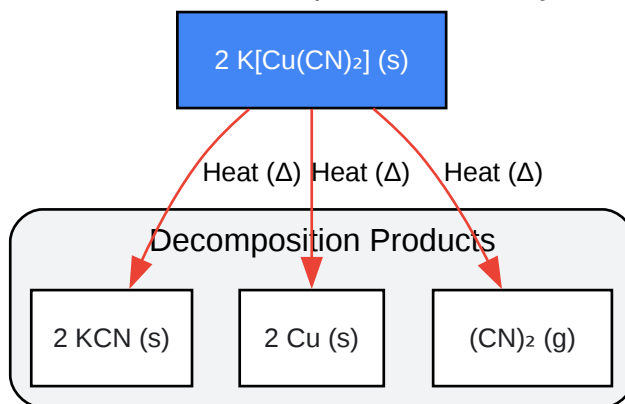 2 K[Cu(CN)₂] (s)
Heat (Δ) Heat (Δ) Heat (Δ)
Decomposition Products
2 KCN (s) 2 Cu (s) (CN)₂ (g)